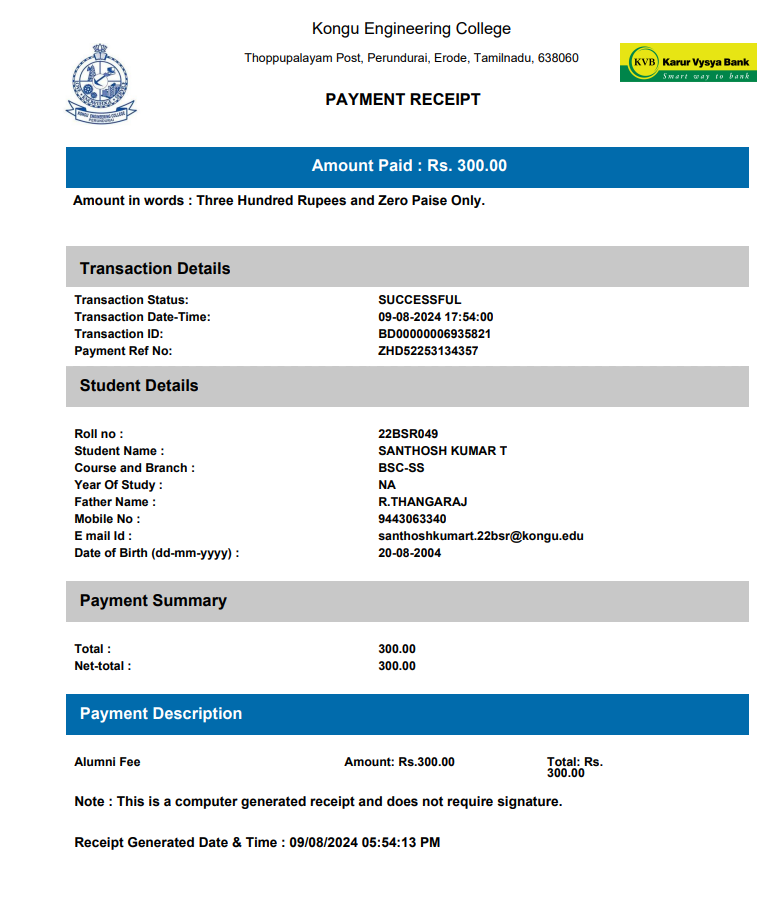 Kongu Engineering College
Thoppupalayam Post, Perundurai, Erode, Tamilnadu, 638060
KVB Karur Vysya Bank
Smart way to bank
KONGU ENGINEERING COLLEGE
PERUNDURAI
PAYMENT RECEIPT
Amount Paid : Rs. 300.00
Amount in words : Three Hundred Rupees and Zero Paise Only.
Transaction Details
Transaction Status: SUCCESSFUL
Transaction Date-Time: 09-08-2024 17:54:00
Transaction ID: BD00000006935821
Payment Ref No: ZHD52253134357
Student Details
Roll no : 22BSR049
Student Name : SANTHOSH KUMAR T
Course and Branch : BSC-SS
Year Of Study : NA
Father Name : R.THANGARAJ
Mobile No : 9443063340
E mail Id : santhoshkumart.22bsr@kongu.edu
Date of Birth (dd-mm-yyyy) : 20-08-2004
Payment Summary
Total : 300.00
Net-total : 300.00
Payment Description
Alumni Fee Amount: Rs.300.00 Total: Rs.
300.00
Note : This is a computer generated receipt and does not require signature.
Receipt Generated Date & Time : 09/08/2024 05:54:13 PM